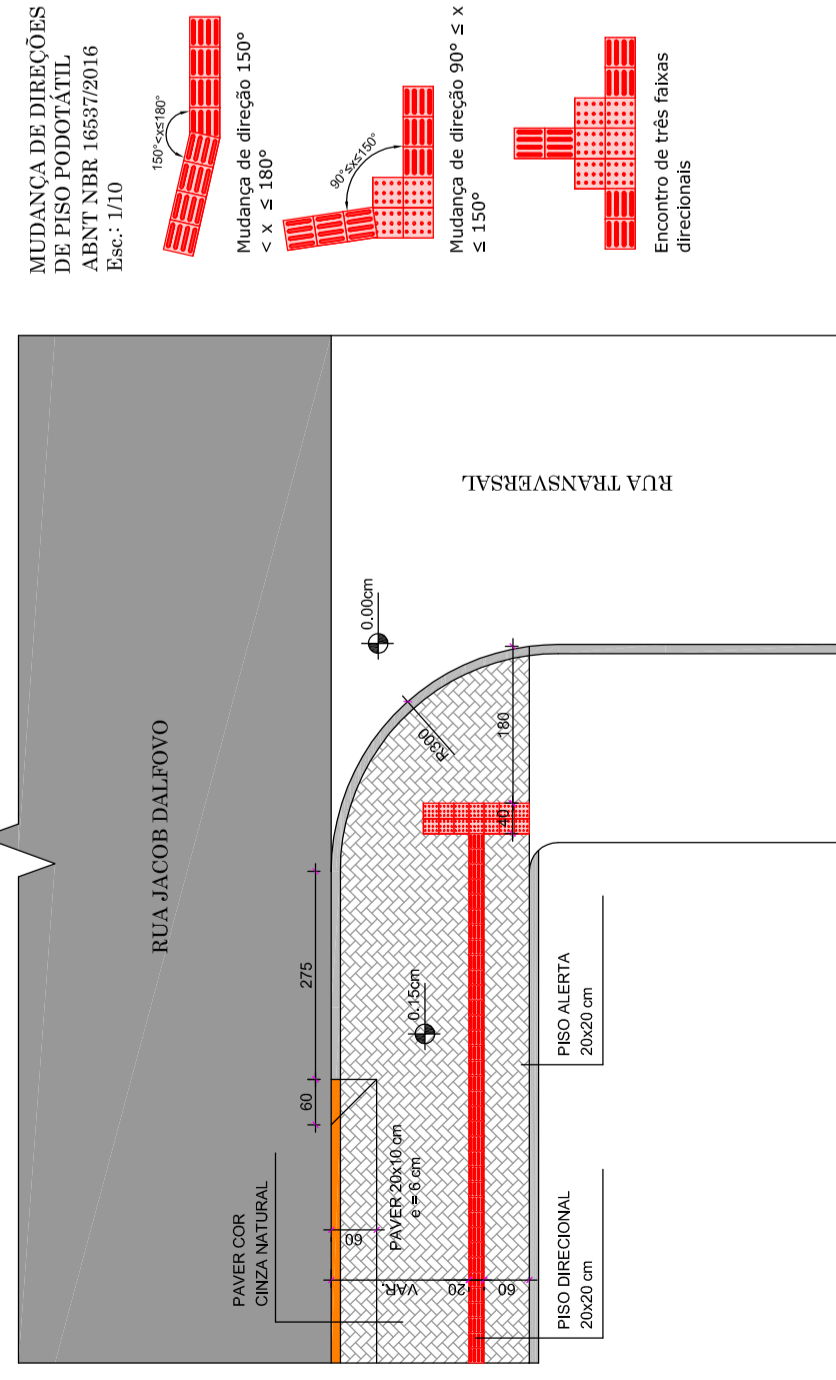 MUDANÇA DE DIREÇÕES
DE PISO PODOTÁTIL
ABNT NBR 16537/2016
Esc.: 1/10
150°<x≤180°
Mudança de direção 150°
< x ≤ 180°
90°≤x≤150°
Mudança de direção 90° ≤ x
≤ 150°
Encontro de três faixas
direcionais
RUA JACOB DALFOVO
RUA TRANSVERSAL
0.00cm
R300
180
40
275
60
0.15cm
PAVER COR
CINZA NATURAL
60
PAVER 20x10 cm
e = 6 cm
VAR.
20
60
PISO ALERTA
20x20 cm
PISO DIRECIONAL
20x20 cm